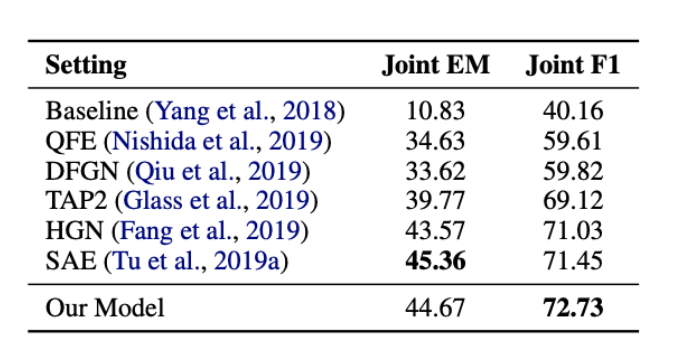 Setting Joint EM Joint F1
Baseline (Yang et al., 2018) 10.83 40.16
QFE (Nishida et al., 2019) 34.63 59.61
DFGN (Qiu et al., 2019) 33.62 59.82
TAP2 (Glass et al., 2019) 39.77 69.12
HGN (Fang et al., 2019) 43.57 71.03
SAE (Tu et al., 2019a) 45.36 71.45
Our Model 44.67 72.73